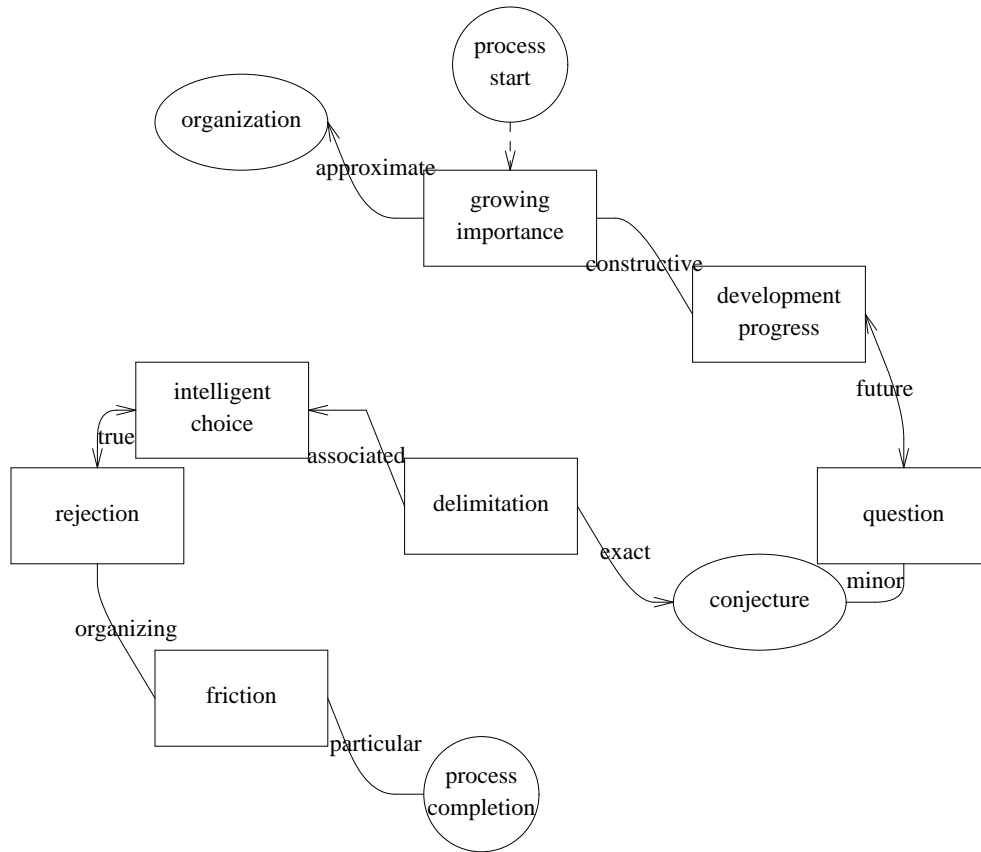 process
start
organization
approximate
growing
importance
constructive
development
progress
intelligent
choice
future
true
associated
rejection
delimitation
question
exact
conjecture
minor
organizing
friction
particular
process
completion